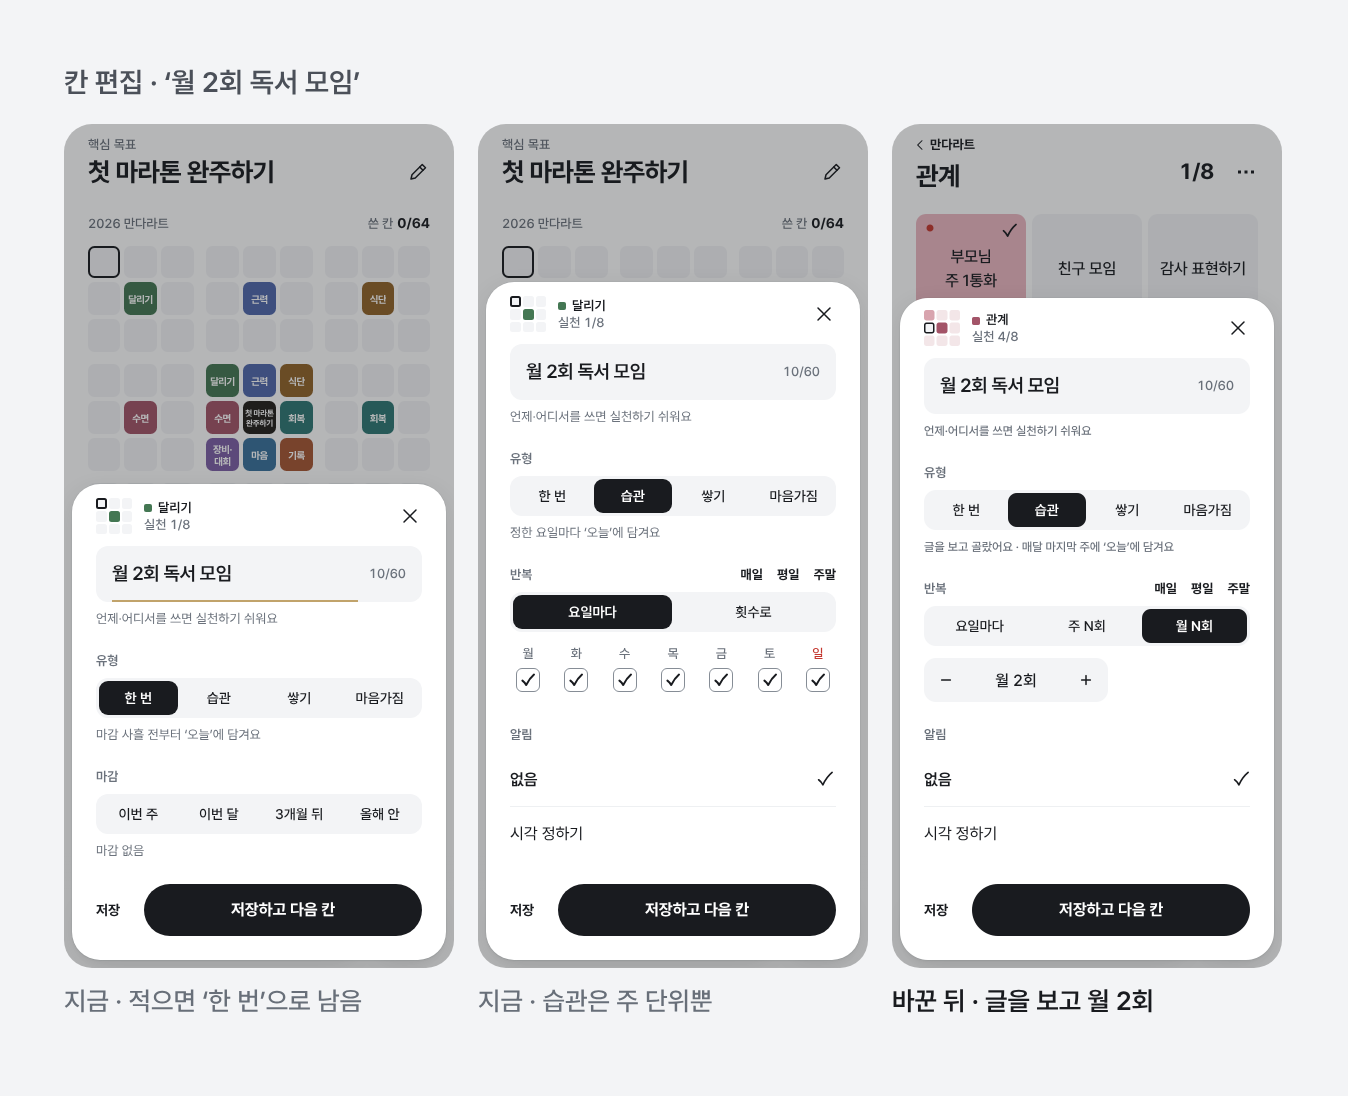 칸 편집 · ‘월 2회 독서 모임’
핵심 목표
첫 마라톤 완주하기
2026 만다라트
쓴 칸 0/64
달리기
근력
식단
달리기
근력
식단
수면
수면
첫 마라톤
완주하기
회복
회복
장비·
대회
마음
기록
달리기
실천 1/8
월 2회 독서 모임
10/60
언제·어디서를 쓰면 실천하기 쉬워요
유형
한 번
습관
쌓기
마음가짐
마감 사흘 전부터 ‘오늘’에 담겨요
마감
이번 주
이번 달
3개월 뒤
올해 안
마감 없음
저장
저장하고 다음 칸
지금 · 적으면 ‘한 번’으로 남음
핵심 목표
첫 마라톤 완주하기
2026 만다라트
쓴 칸 0/64
달리기
실천 1/8
월 2회 독서 모임
10/60
언제·어디서를 쓰면 실천하기 쉬워요
유형
한 번
습관
쌓기
마음가짐
정한 요일마다 ‘오늘’에 담겨요
반복
매일
평일
주말
요일마다
횟수로
월
화
수
목
금
토
일
알림
없음
시각 정하기
저장
저장하고 다음 칸
지금 · 습관은 주 단위뿐
만다라트
관계
1/8
부모님
주 1통화
친구 모임
감사 표현하기
관계
실천 4/8
월 2회 독서 모임
10/60
언제·어디서를 쓰면 실천하기 쉬워요
유형
한 번
습관
쌓기
마음가짐
글을 보고 골랐어요 · 매달 마지막 주에 ‘오늘’에 담겨요
반복
매일
평일
주말
요일마다
주 N회
월 N회
월 2회
알림
없음
시각 정하기
저장
저장하고 다음 칸
바꾼 뒤 · 글을 보고 월 2회